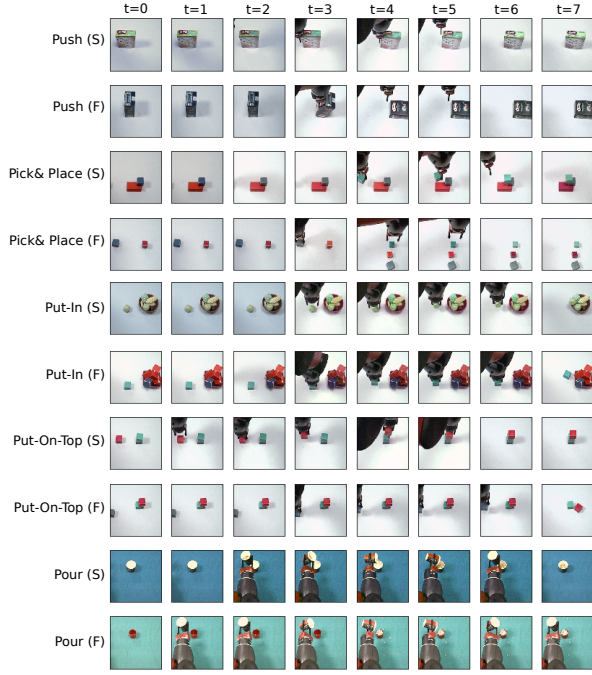 t=0 t=1 t=2 t=3 t=4 t=5 t=6 t=7
Push (S)
Push (F)
Pick& Place (S)
Pick& Place (F)
Put-In (S)
Put-In (F)
Put-On-Top (S)
Put-On-Top (F)
Pour (S)
Pour (F)